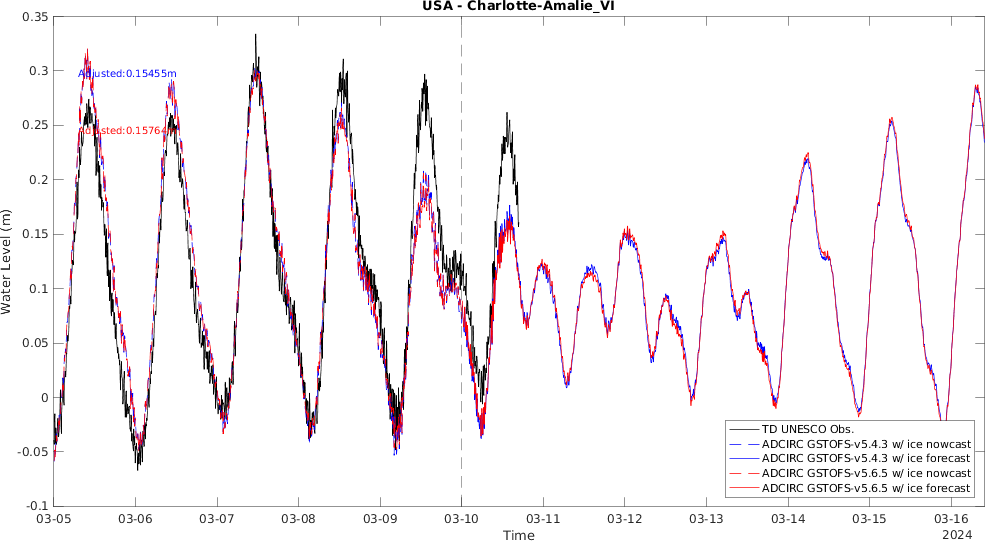 USA - Charlotte-Amalie_VI
0.35
0.3
0.25
0.2
0.15
0.1
0.05
0
-0.05
-0.1
Water Level (m)
Adjusted:0.15455m
Adjusted:0.15764m
03-05
03-06
03-07
03-08
03-09
03-10
03-11
03-12
03-13
03-14
03-15
03-16
Time
2024
TD UNESCO Obs.
ADCIRC GSTOFS-v5.4.3 w/ ice nowcast
ADCIRC GSTOFS-v5.4.3 w/ ice forecast
ADCIRC GSTOFS-v5.6.5 w/ ice nowcast
ADCIRC GSTOFS-v5.6.5 w/ ice forecast